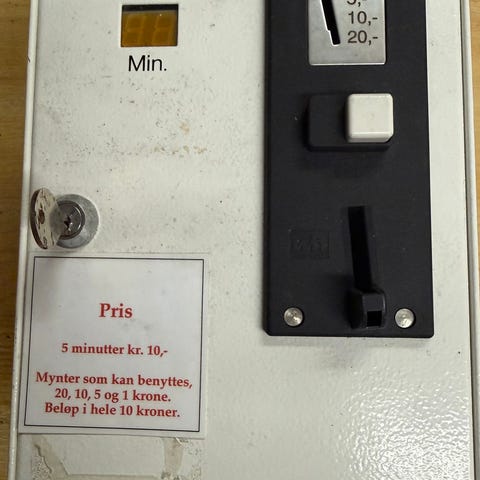 5,-
10,-
20,-
Min.
Pris
5 minutter kr. 10,-
Mynter som kan benyttes,
20, 10, 5 og 1 krone.
Beløp i hele 10 kroner.